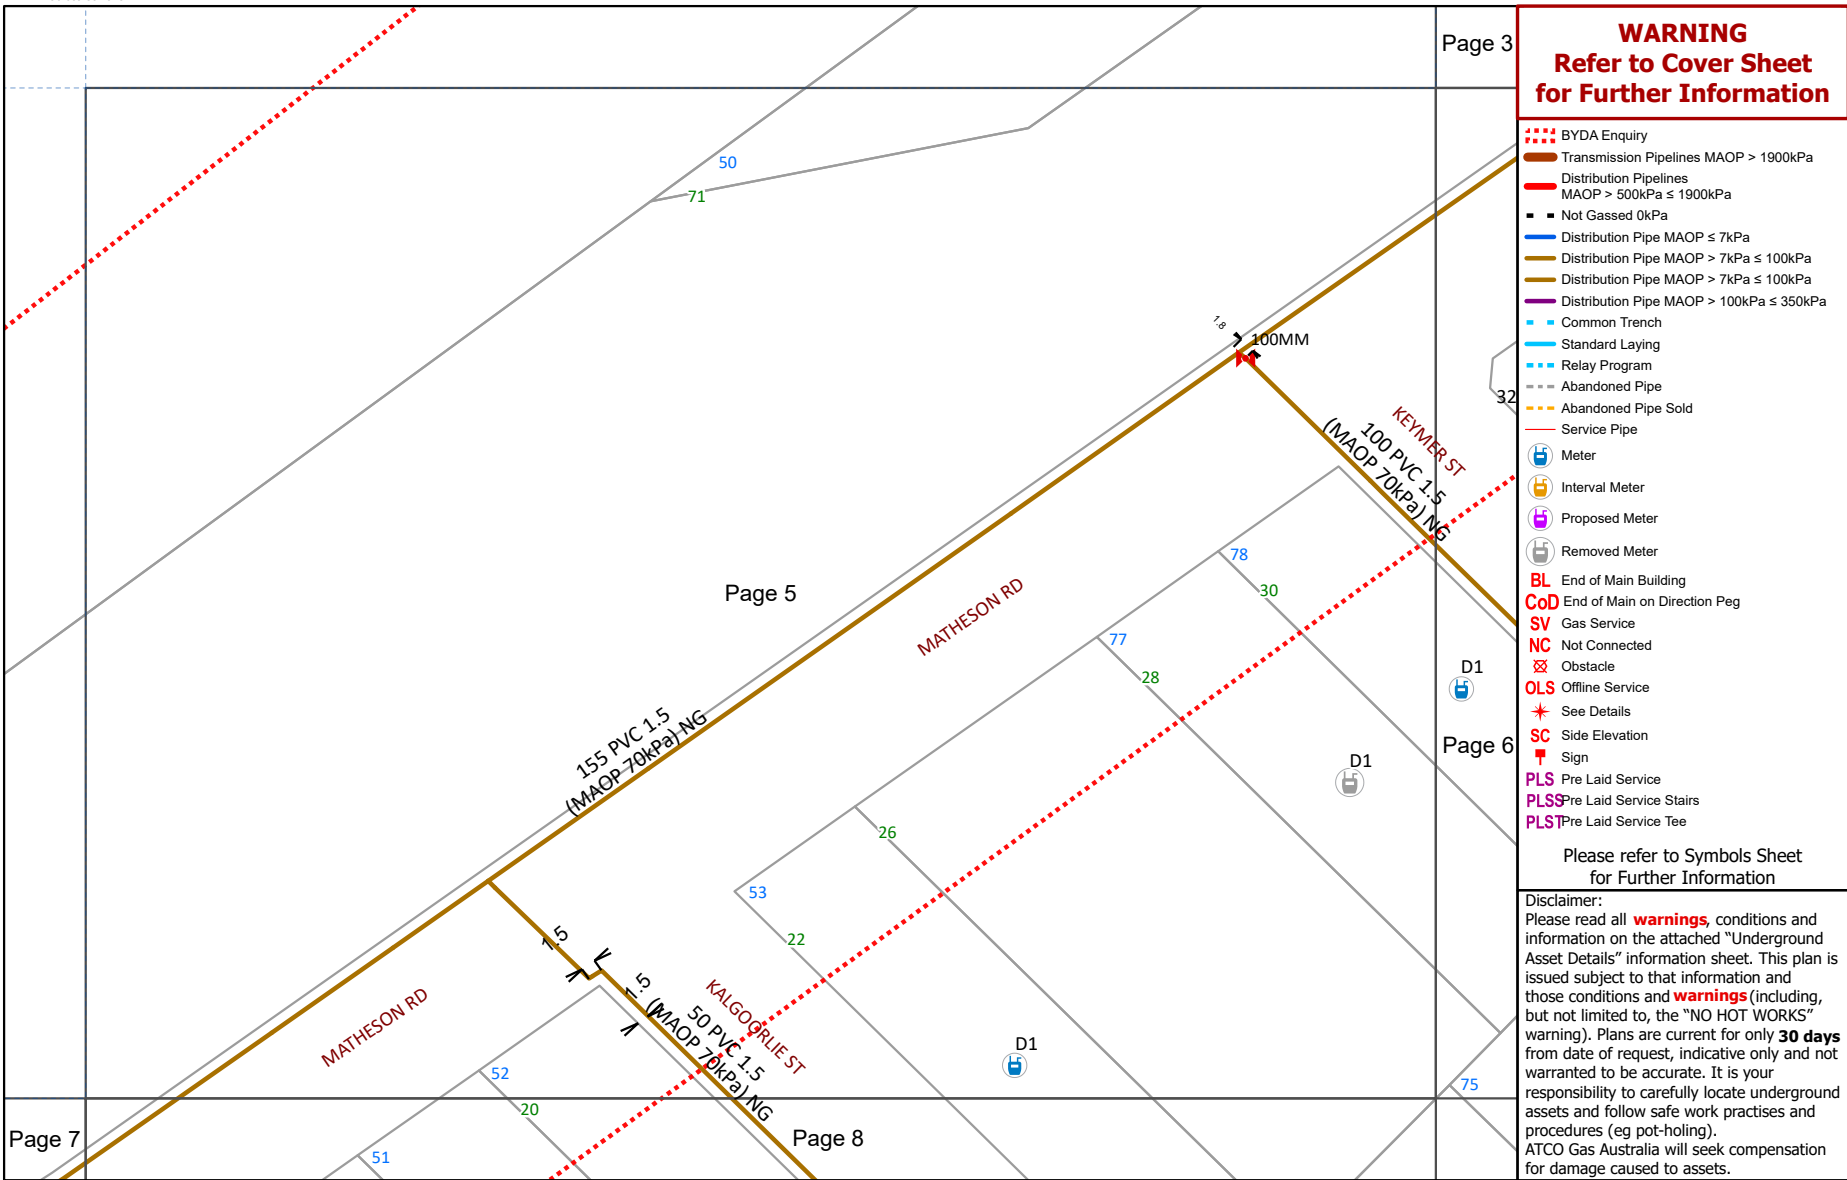 Page 3
50
71
1.8
100MM
32
KEYMER ST
100 PVC 1.5
(MAOP 70kPa) NG
78
30
Page 5
MATHESON RD
77
28
D1
155 PVC 1.5
(MAOP 70kPa) NG
Page 6
D1
26
53
22
1.5
1.5
KALGOORLIE ST
50 PVC 1.5
(MAOP 70kPa) NG
MATHESON RD
D1
52
75
20
Page 7
Page 8
51
WARNING
Refer to Cover Sheet
for Further Information
BYDA Enquiry
Transmission Pipelines MAOP > 1900kPa
Distribution Pipelines
MAOP > 500kPa ≤ 1900kPa
Not Gassed 0kPa
Distribution Pipe MAOP ≤ 7kPa
Distribution Pipe MAOP > 7kPa ≤ 100kPa
Distribution Pipe MAOP > 7kPa ≤ 100kPa
Distribution Pipe MAOP > 100kPa ≤ 350kPa
Common Trench
Standard Laying
Relay Program
Abandoned Pipe
Abandoned Pipe Sold
Service Pipe
Meter
Interval Meter
Proposed Meter
Removed Meter
BL End of Main Building
CoD End of Main on Direction Peg
SV Gas Service
NC Not Connected
Obstacle
OLS Offline Service
See Details
SC Side Elevation
Sign
PLS Pre Laid Service
PLSS Pre Laid Service Stairs
PLST Pre Laid Service Tee
Please refer to Symbols Sheet
for Further Information
Disclaimer:
Please read all warnings, conditions and
information on the attached “Underground
Asset Details” information sheet. This plan is
issued subject to that information and
those conditions and warnings (including,
but not limited to, the “NO HOT WORKS”
warning). Plans are current for only 30 days
from date of request, indicative only and not
warranted to be accurate. It is your
responsibility to carefully locate underground
assets and follow safe work practises and
procedures (eg pot-holing).
ATCO Gas Australia will seek compensation
for damage caused to assets.